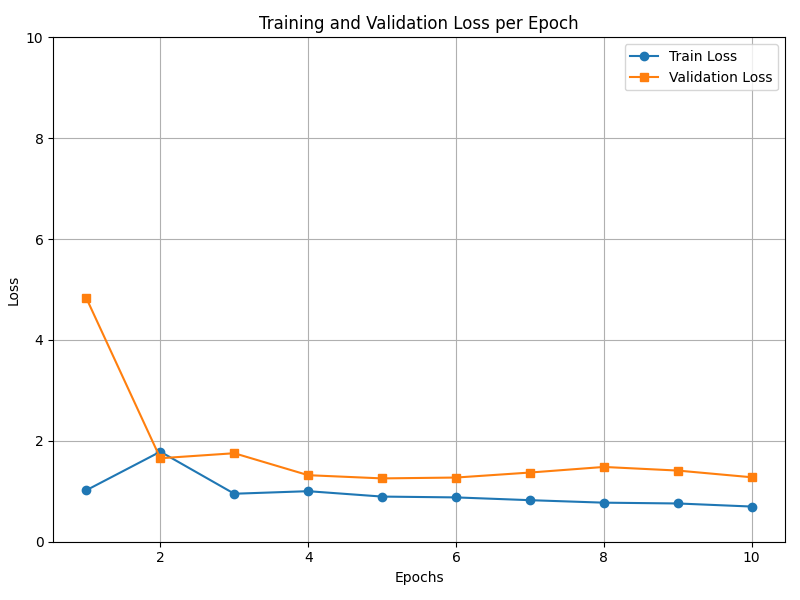 Training and Validation Loss per Epoch
Train Loss
Validation Loss
Loss
10
8
6
4
2
0
2 4 6 8 10
Epochs